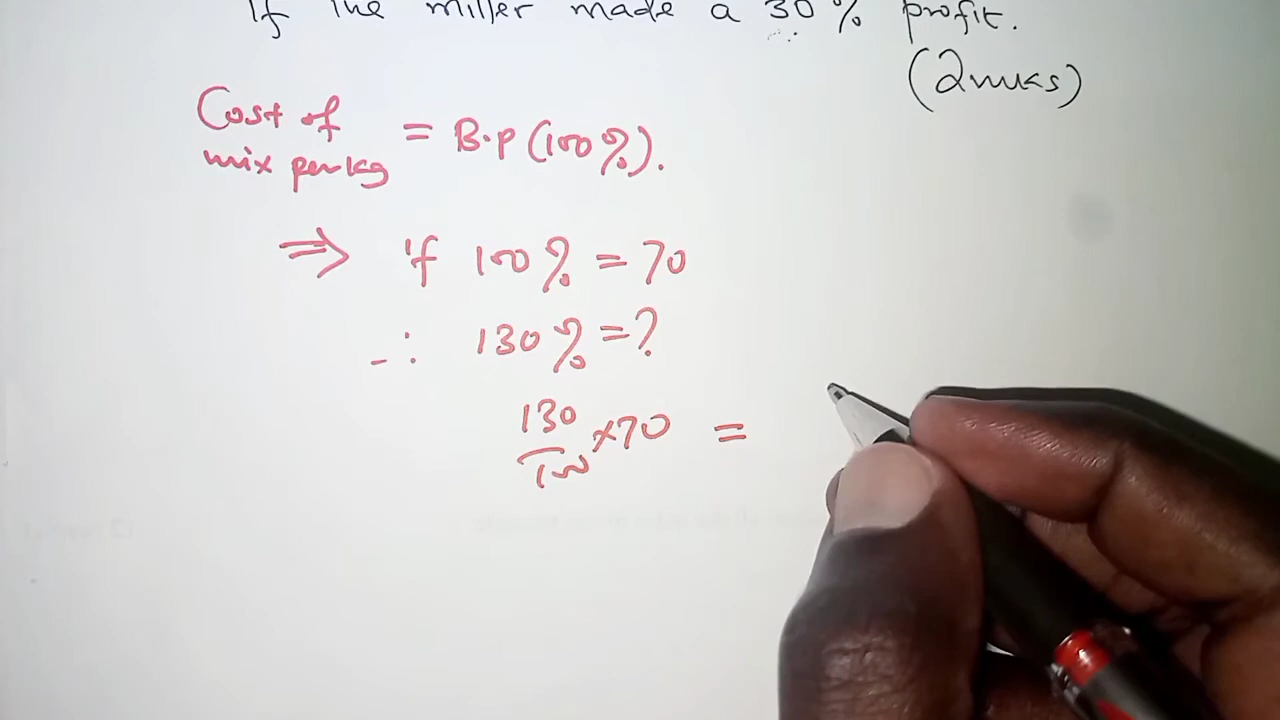 If the miller made a 30% profit.
(2mks)
Cost of
mix per kg = B.P (100%).
⇒ if 100% = 70
∴ 130% = ?
130
100 ×70 =